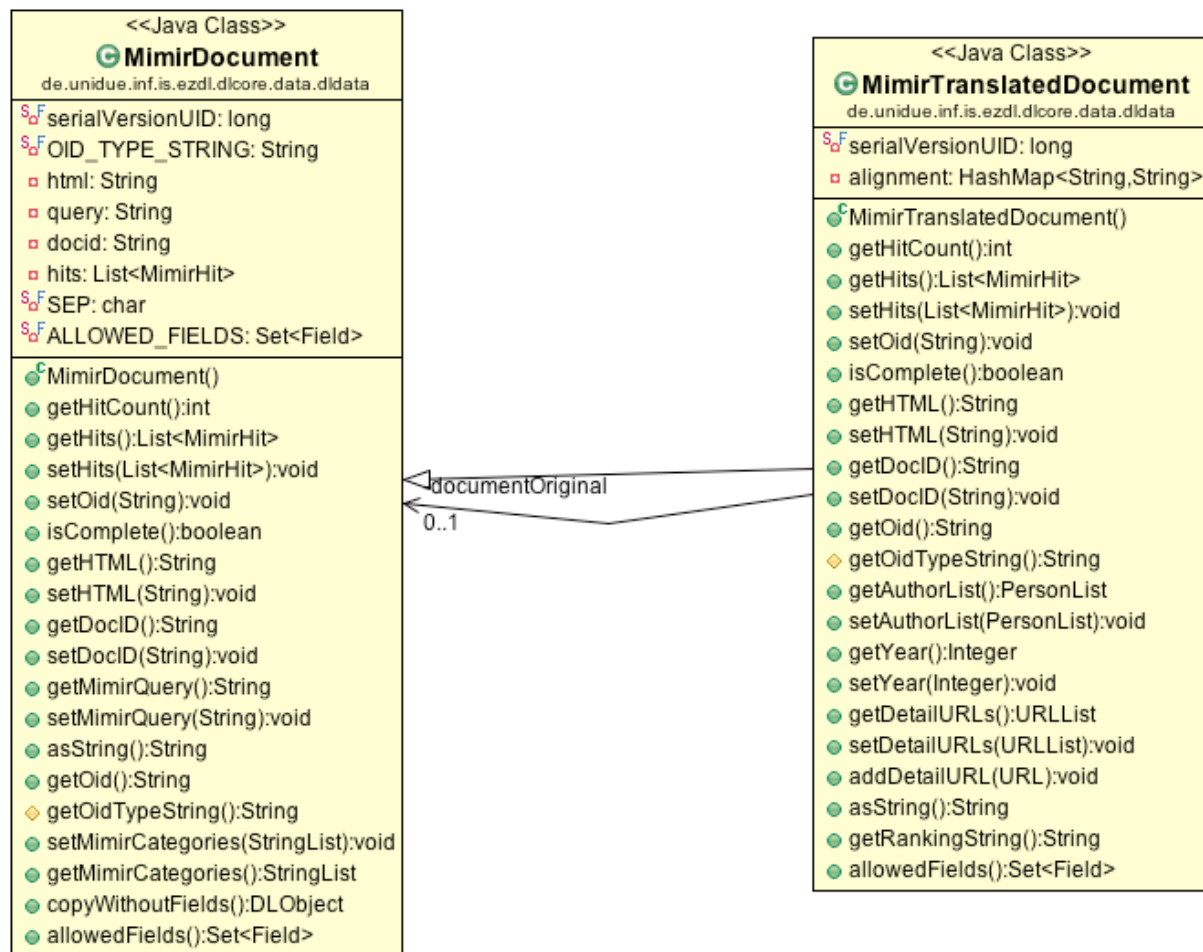 <<Java Class>>
MimirDocument
de.unidue.inf.is.ezdl.dlcore.data.dldata
serialVersionUID: long
OID_TYPE_STRING: String
html: String
query: String
docid: String
hits: List<MimirHit>
SEP: char
ALLOWED_FIELDS: Set<Field>
MimirDocument()
getHitCount():int
getHits():List<MimirHit>
setHits(List<MimirHit>):void
setOid(String):void
isComplete():boolean
getHTML():String
setHTML(String):void
getDocID():String
setDocID(String):void
getMimirQuery():String
setMimirQuery(String):void
asString():String
getOid():String
getOidTypeString():String
setMimirCategories(StringList):void
getMimirCategories():StringList
copyWithoutFields():DLObject
allowedFields():Set<Field>
documentOriginal
0..1
<<Java Class>>
MimirTranslatedDocument
de.unidue.inf.is.ezdl.dlcore.data.dldata
serialVersionUID: long
alignment: HashMap<String,String>
MimirTranslatedDocument()
getHitCount():int
getHits():List<MimirHit>
setHits(List<MimirHit>):void
setOid(String):void
isComplete():boolean
getHTML():String
setHTML(String):void
getDocID():String
setDocID(String):void
getOid():String
getOidTypeString():String
getAuthorList():PersonList
setAuthorList(PersonList):void
getYear():Integer
setYear(Integer):void
getDetailURLs():URLList
setDetailURLs(URLList):void
addDetailURL(URL):void
asString():String
getRankingString():String
allowedFields():Set<Field>